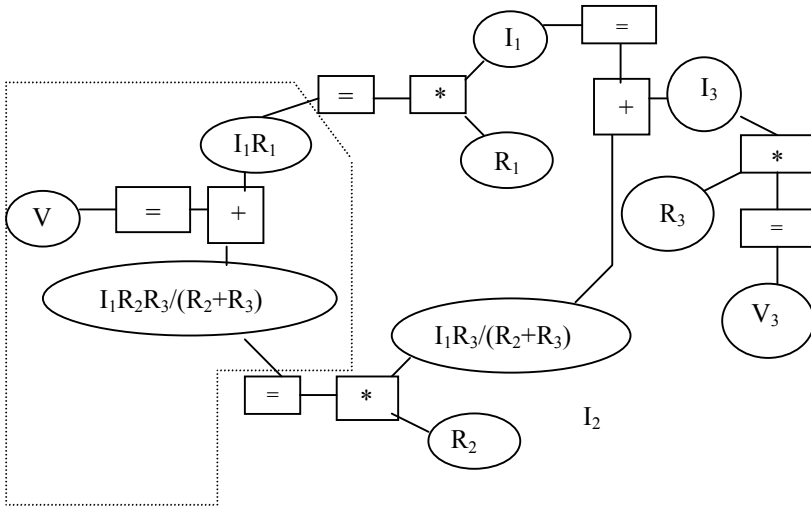 I₁ =
= * + I₃
I₁R₁ R₁ *
V = + R₃ =
I₁R₂R₃/(R₂+R₃) V₃
I₁R₃/(R₂+R₃)
= * I₂
R₂